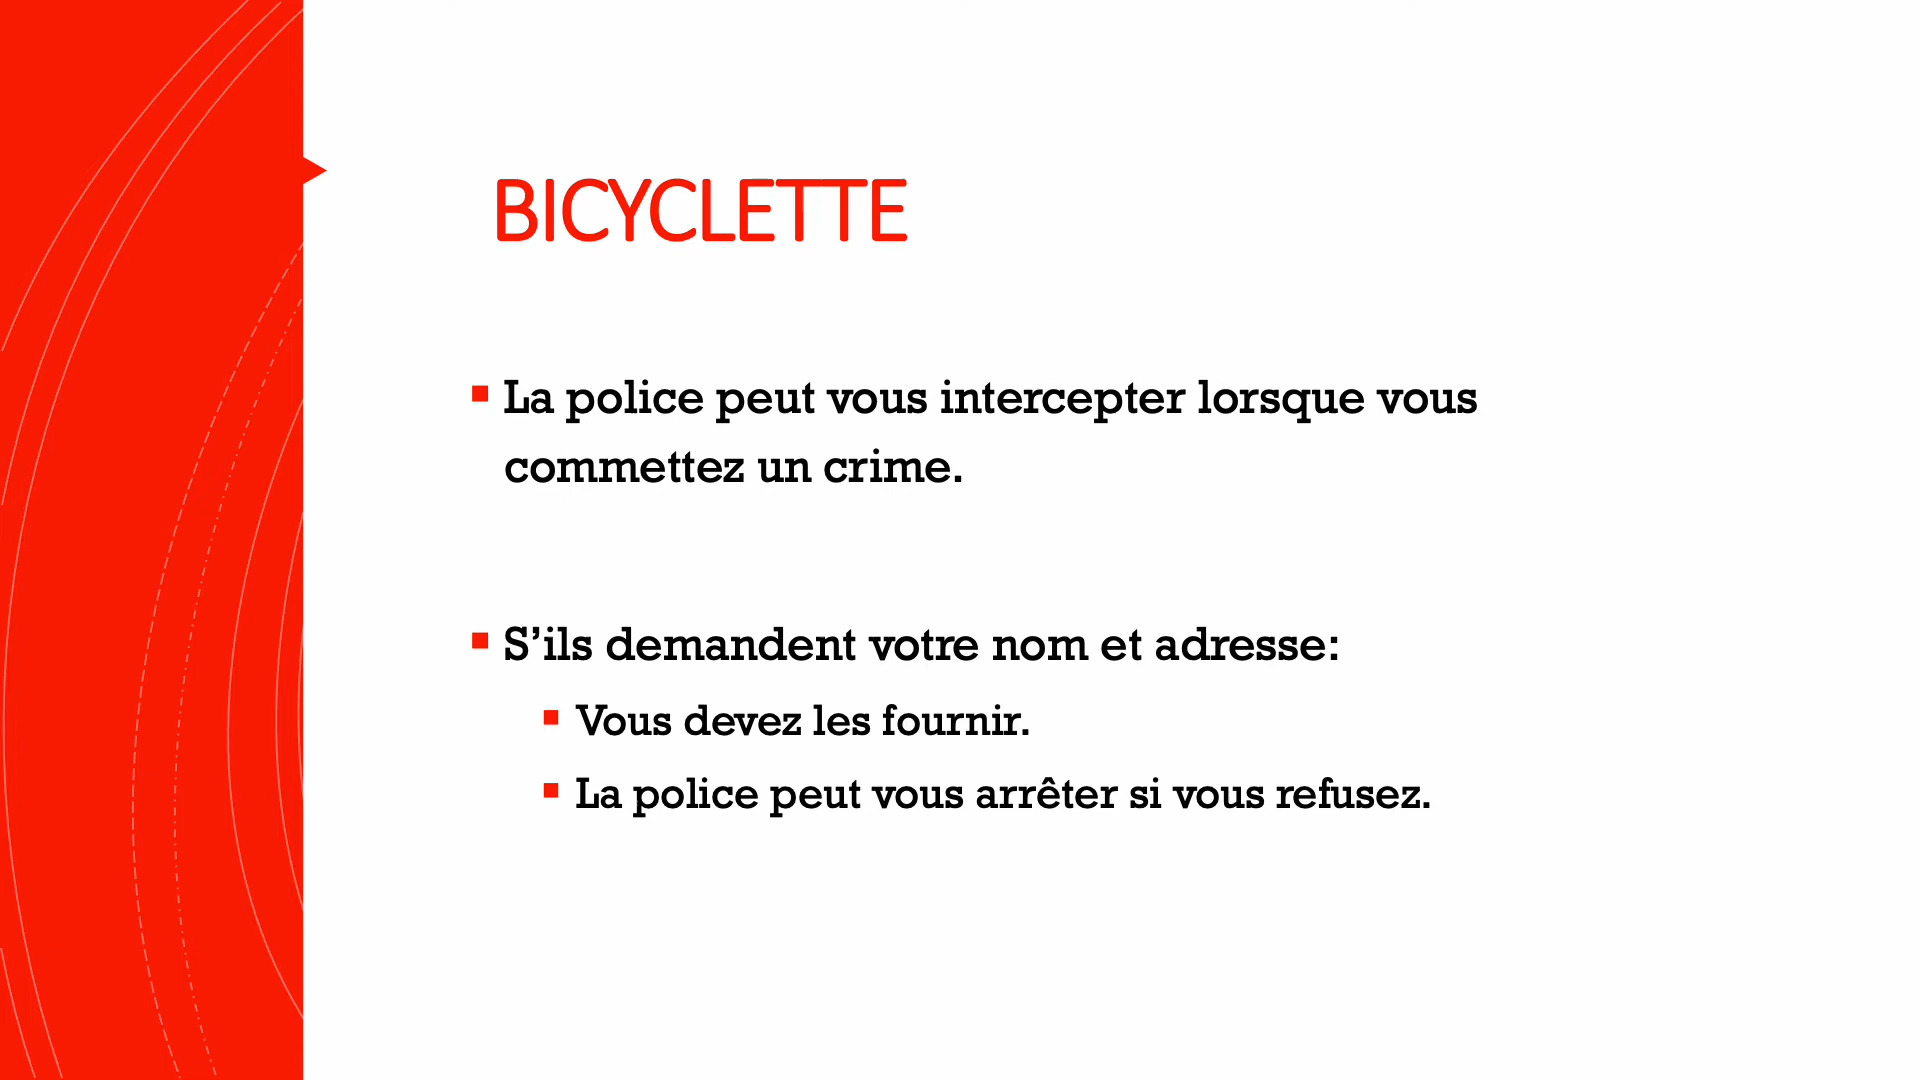 BICYCLETTE
La police peut vous intercepter lorsque vous
commettez un crime.
S’ils demandent votre nom et adresse:
Vous devez les fournir.
La police peut vous arrêter si vous refusez.